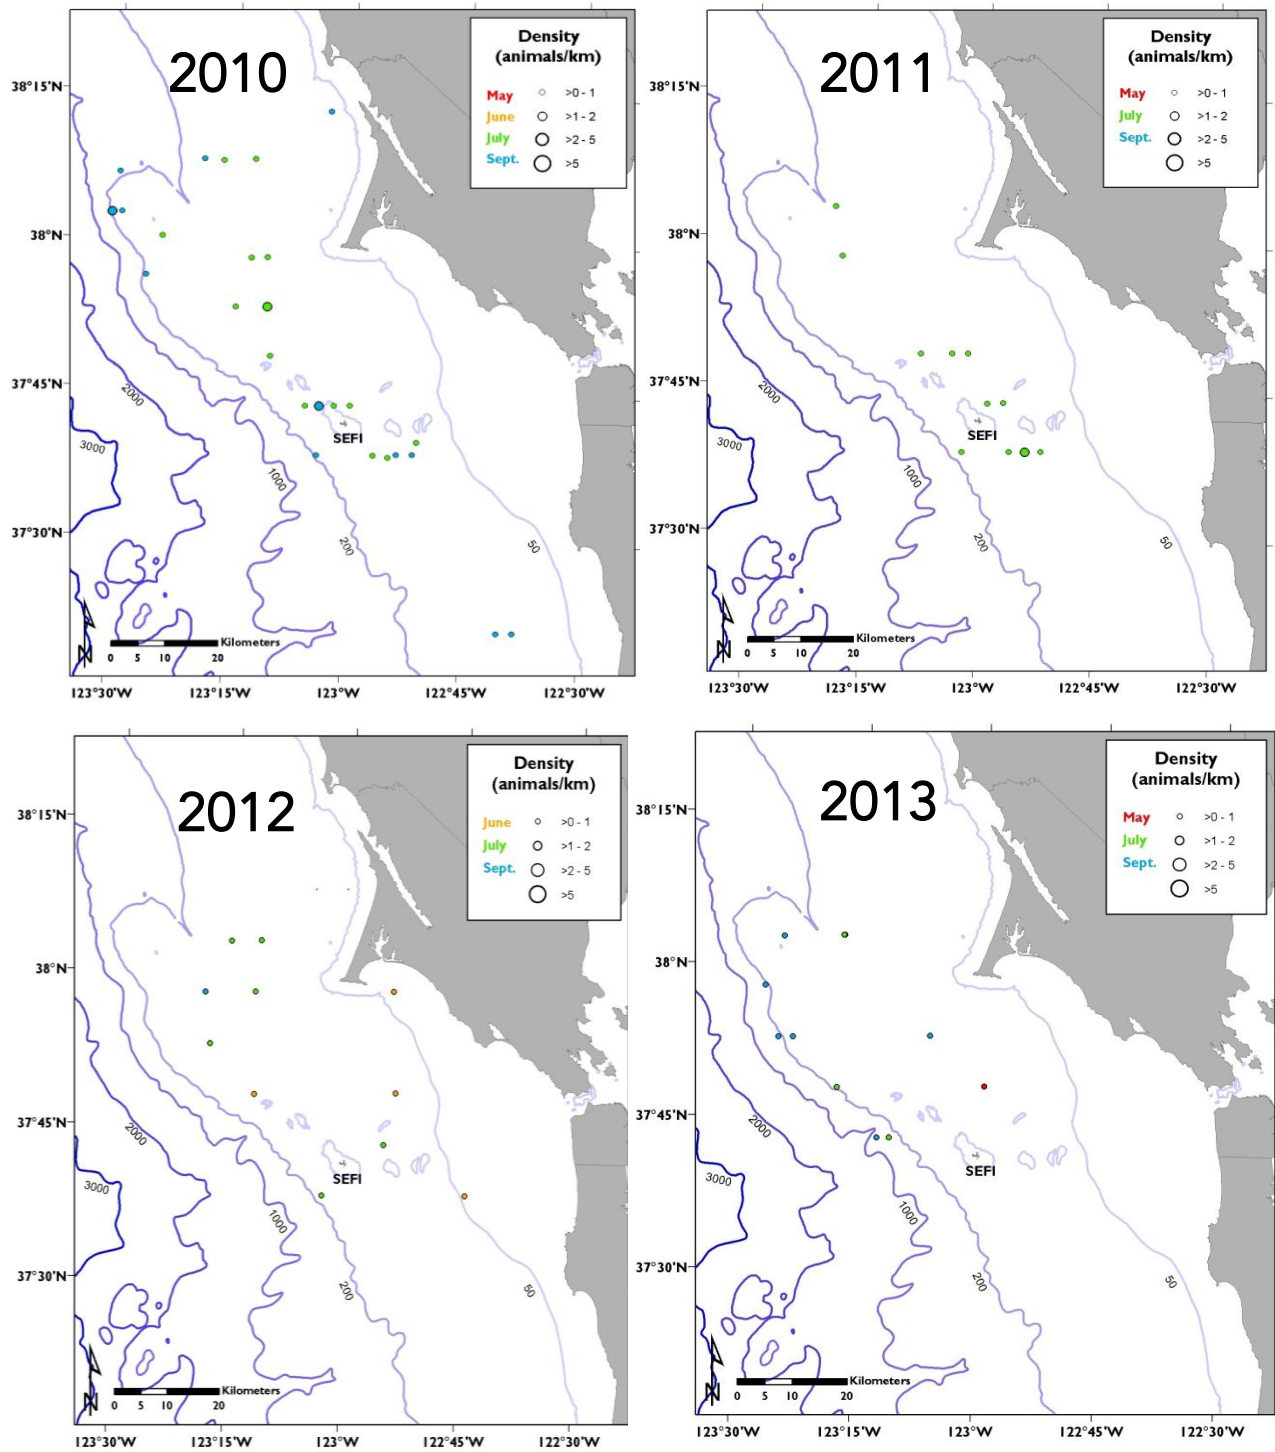 2010
Density
(animals/km)
May >0 - 1
June >1 - 2
July >2 - 5
Sept. >5
38°15'N
38°N
37°45'N
37°30'N
2000
3000
1000
200
50
SEFI
N
Kilometers
0 5 10 20
123°30'W 123°15'W 123°W 122°45'W 122°30'W
2011
Density
(animals/km)
May >0 - 1
July >1 - 2
Sept. >2 - 5
>5
38°15'N
38°N
37°45'N
37°30'N
2000
3000
1000
200
50
SEFI
N
Kilometers
0 5 10 20
123°30'W 123°15'W 123°W 122°45'W 122°30'W
2012
Density
(animals/km)
June >0 - 1
July >1 - 2
Sept. >2 - 5
>5
38°15'N
38°N
37°45'N
37°30'N
2000
3000
1000
200
50
SEFI
N
Kilometers
0 5 10 20
123°30'W 123°15'W 123°W 122°45'W 122°30'W
2013
Density
(animals/km)
May >0 - 1
July >1 - 2
Sept. >2 - 5
>5
38°15'N
38°N
37°45'N
37°30'N
2000
3000
1000
200
50
SEFI
N
Kilometers
0 5 10 20
123°30'W 123°15'W 123°W 122°45'W 122°30'W